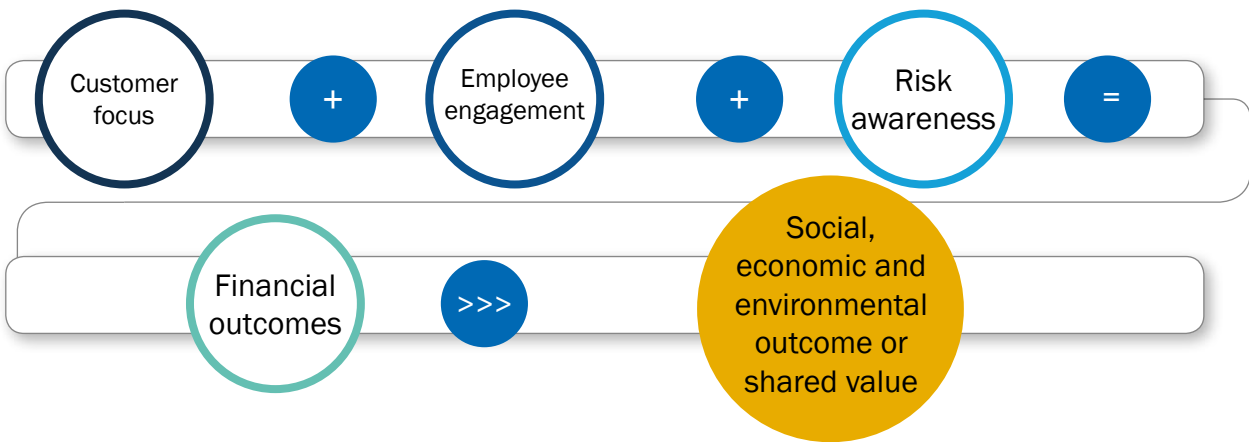 Customer
focus
+
Employee
engagement
+
Risk
awareness
=
Financial
outcomes
>>>
Social,
economic and
environmental
outcome or
shared value